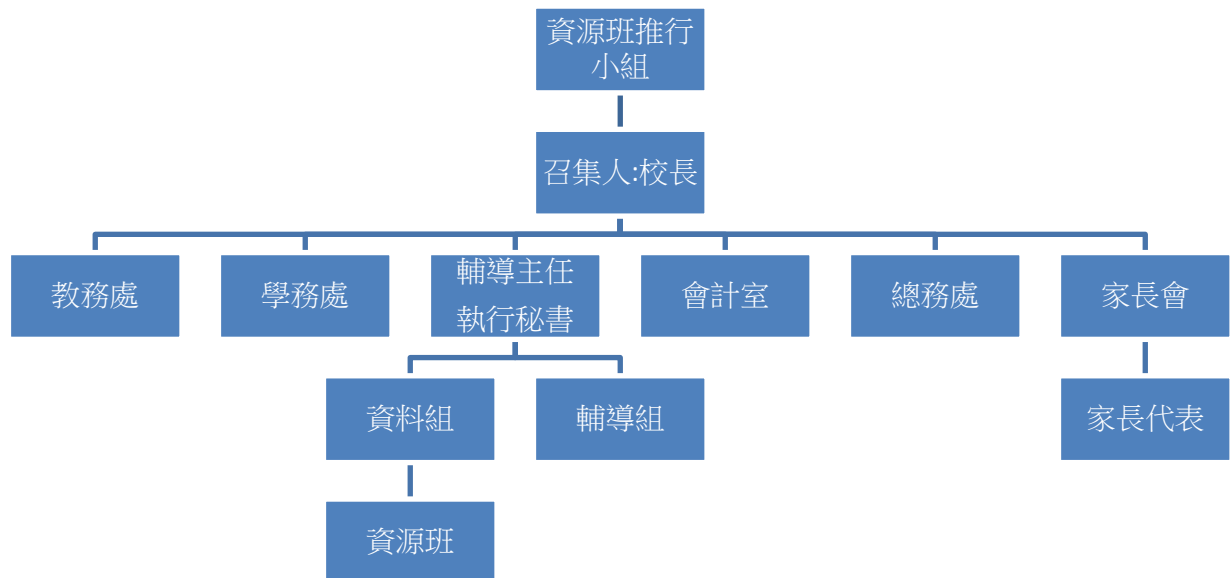 資源班推行
小組
召集人:校長
教務處
學務處
輔導主任
執行秘書
會計室
總務處
家長會
資料組
輔導組
家長代表
資源班